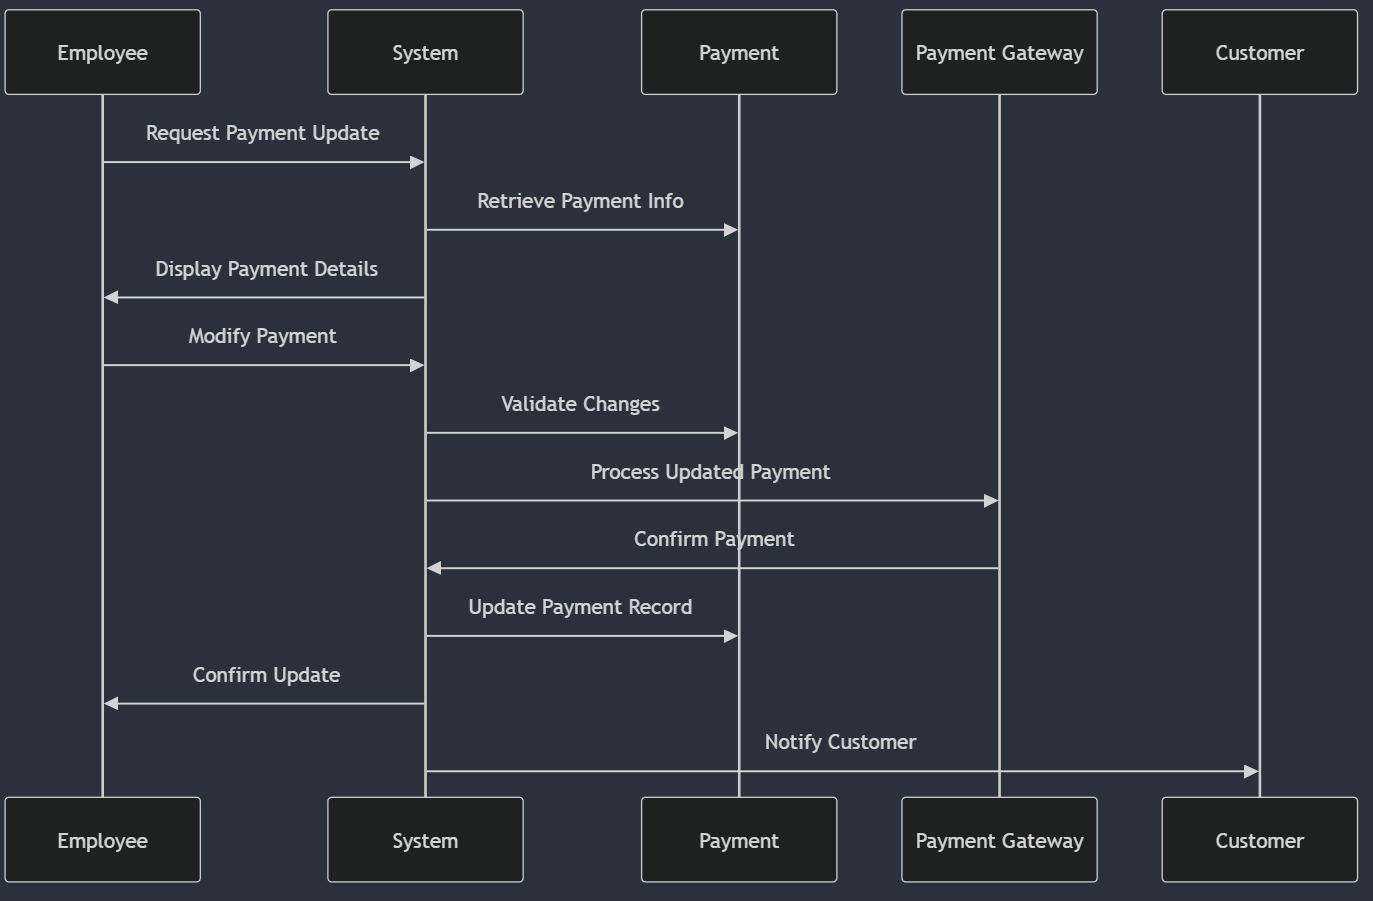 Employee
System
Payment
Payment Gateway
Customer
Request Payment Update
Retrieve Payment Info
Display Payment Details
Modify Payment
Validate Changes
Process Updated Payment
Confirm Payment
Update Payment Record
Confirm Update
Notify Customer
Employee
System
Payment
Payment Gateway
Customer